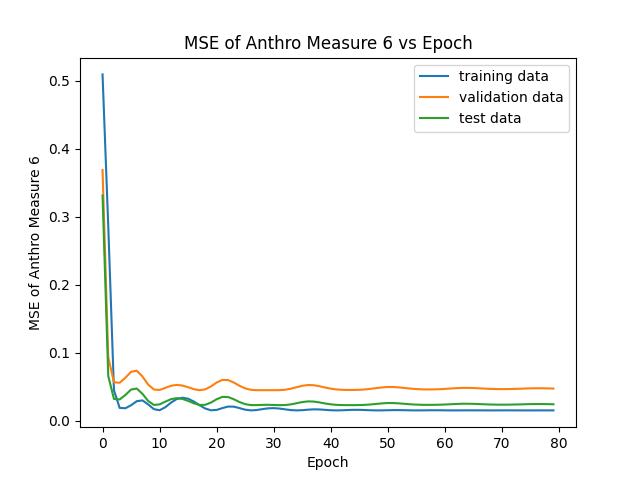 MSE of Anthro Measure 6 vs Epoch
training data
validation data
test data
MSE of Anthro Measure 6
0.5
0.4
0.3
0.2
0.1
0.0
0 10 20 30 40 50 60 70 80
Epoch